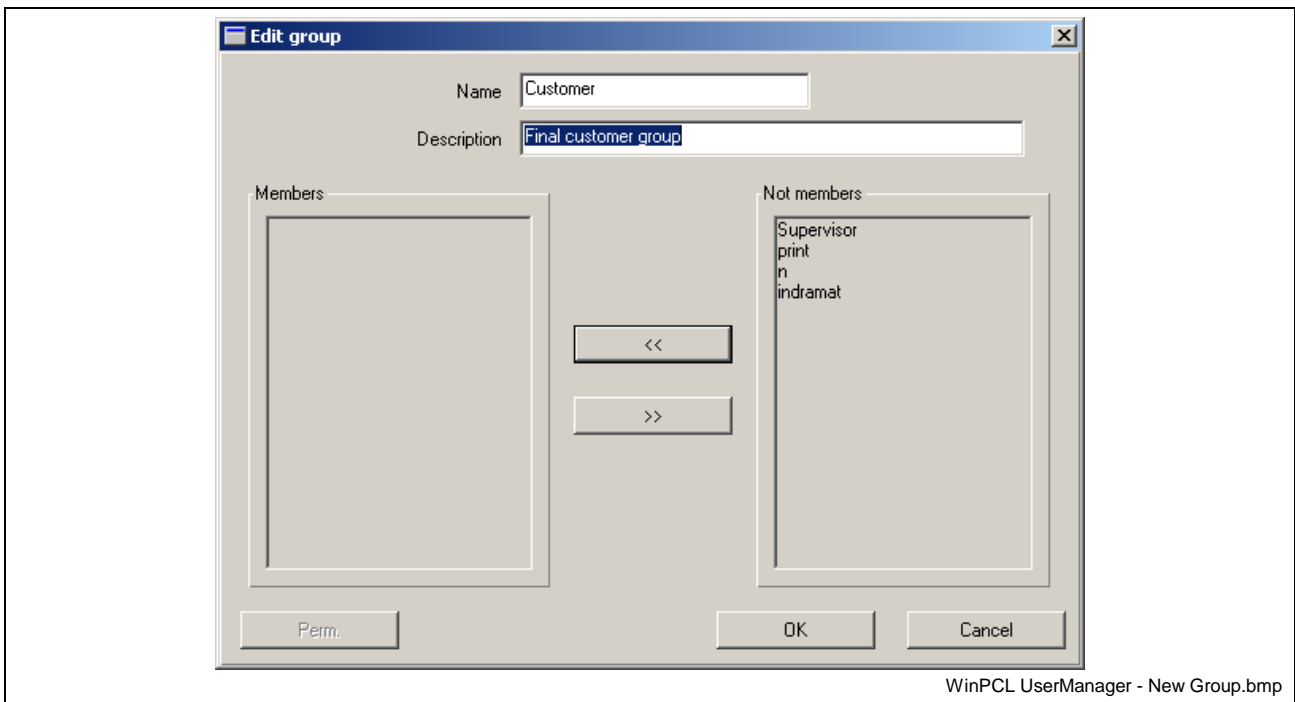 Edit group
Name Customer
Description Final customer group
Members
Not members
Supervisor
print
n
indramat
<<
>>
Perm.
OK
Cancel
WinPCL UserManager - New Group.bmp